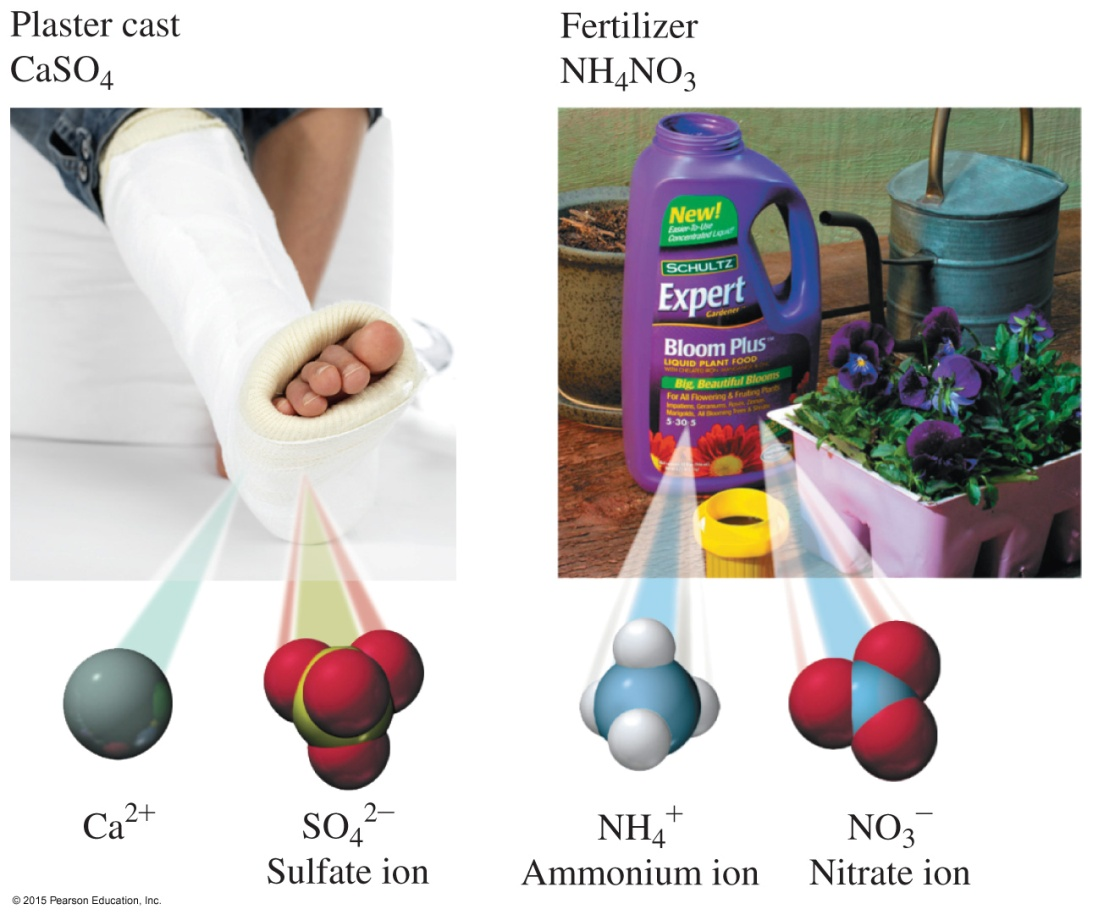 Plaster cast
CaSO₄
Fertilizer
NH₄NO₃
New!
Easier-To-Use
Concentrated Liquid!
SCHULTZ
Expert
Gardener
Bloom Plus™
LIQUID PLANT FOOD
Big, Beautiful Blooms
For All Flowering & Fruiting Plants
5-30-5
Ca²⁺
SO₄²⁻
Sulfate ion
NH₄⁺
Ammonium ion
NO₃⁻
Nitrate ion
© 2015 Pearson Education, Inc.